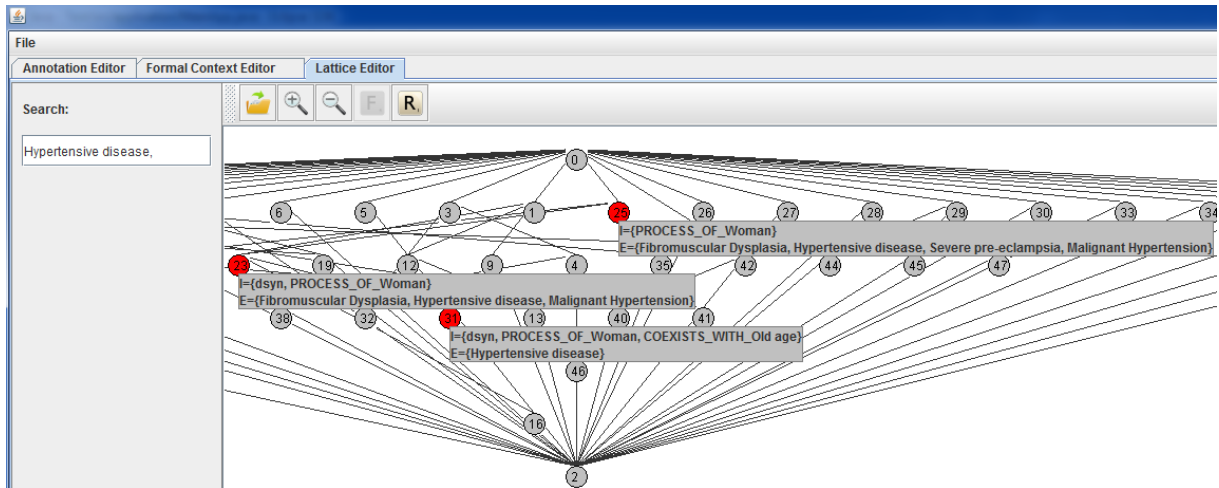 File
Annotation Editor Formal Context Editor Lattice Editor
Search:
F R
Hypertensive disease,
0
6 5 3 1 25 26 27 28 29 30 33 34
I={PROCESS_OF_Woman}
E={Fibromuscular Dysplasia, Hypertensive disease, Severe pre-eclampsia, Malignant Hypertension}
23 19 12 9 4 35 42 44 45 47
I={dsyn, PROCESS_OF_Woman}
E={Fibromuscular Dysplasia, Hypertensive disease, Malignant Hypertension}
38 32 31 13 40 41
I={dsyn, PROCESS_OF_Woman, COEXISTS_WITH_Old age}
E={Hypertensive disease}
46
16
2